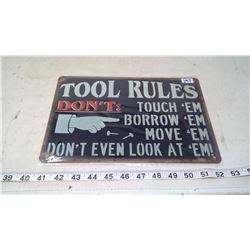 TOOL RULES
DON'T: TOUCH 'EM
BORROW 'EM
MOVE 'EM
DON'T EVEN LOOK AT 'EM!
39 40 41 42 43 44 45 46 47 48 49 50 51 52 53